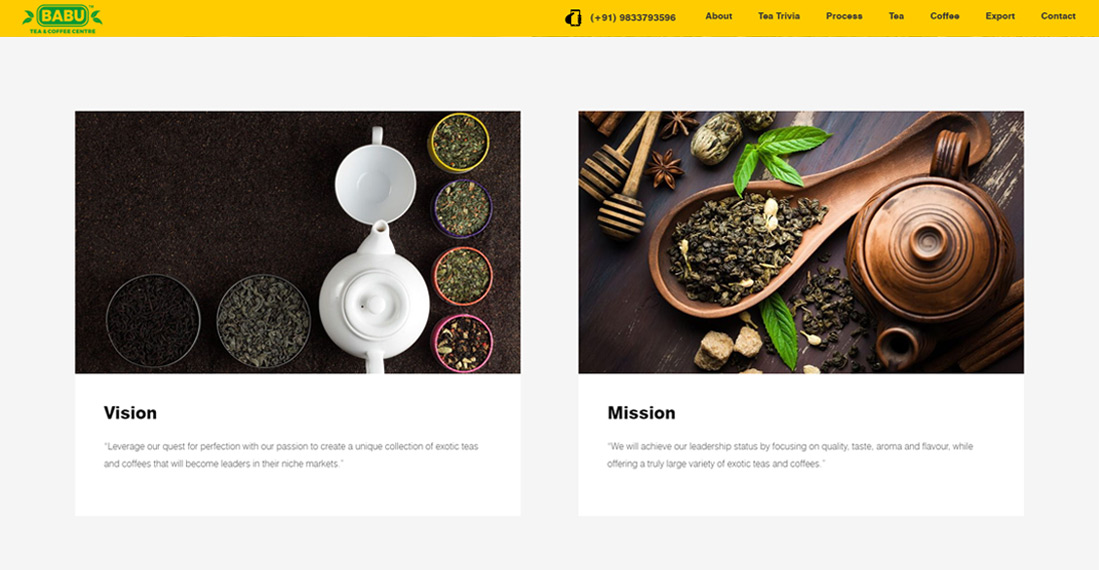 BABU™
TEA & COFFEE CENTRE
(+91) 9833793596 About Tea Trivia Process Tea Coffee Export Contact
Vision
“Leverage our quest for perfection with our passion to create a unique collection of exotic teas
and coffees that will become leaders in their niche markets.”
Mission
“We will achieve our leadership status by focusing on quality, taste, aroma and flavour, while
offering a truly large variety of exotic teas and coffees.”